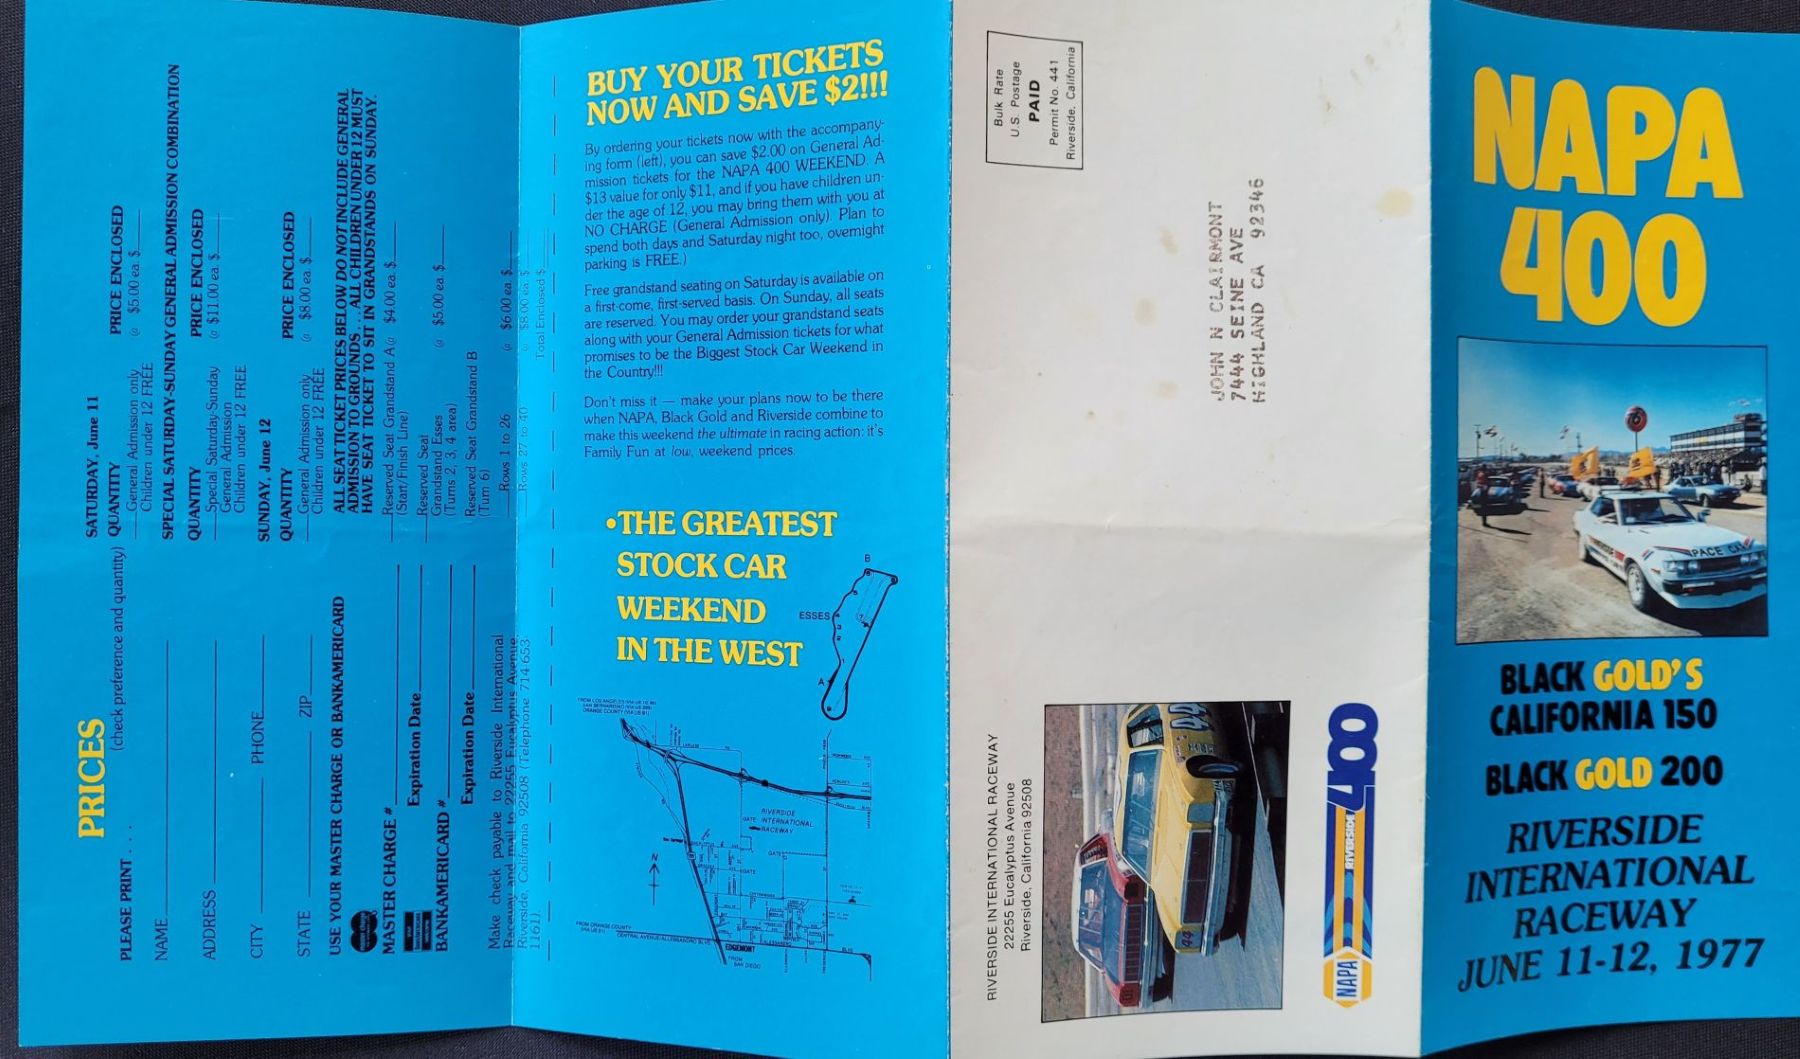 PRICES
(check preference and quantity)
PLEASE PRINT . . .
NAME
ADDRESS
CITY PHONE
STATE ZIP
USE YOUR MASTER CHARGE OR BANKAMERICARD
MASTER CHARGE #
Expiration Date
BANKAMERICARD #
Expiration Date
Make check payable to Riverside International
Raceway and mail to 22255 Eucalyptus Avenue,
Riverside, California 92508 (Telephone 714-653-
1161).
SATURDAY, June 11
QUANTITY PRICE ENCLOSED
General Admission only @ $5.00 ea. $
Children under 12 FREE
SPECIAL SATURDAY-SUNDAY GENERAL ADMISSION COMBINATION
QUANTITY PRICE ENCLOSED
Special Saturday-Sunday @ $11.00 ea. $
General Admission
Children under 12 FREE
SUNDAY, June 12
QUANTITY PRICE ENCLOSED
General Admission only @ $8.00 ea. $
Children under 12 FREE
ALL SEAT TICKET PRICES BELOW DO NOT INCLUDE GENERAL
ADMISSION TO GROUNDS . . . ALL CHILDREN UNDER 12 MUST
HAVE SEAT TICKET TO SIT IN GRANDSTANDS ON SUNDAY.
Reserved Seat Grandstand A @ $4.00 ea. $
(Start/Finish Line)
Reserved Seat
Grandstand Esses @ $5.00 ea. $
(Turns 2, 3, 4 area)
Reserved Seat Grandstand B
(Turn 6)
Rows 1 to 26 @ $6.00 ea. $
Rows 27 to 40 @ $8.00 ea. $
Total Enclosed $
BUY YOUR TICKETS
NOW AND SAVE $2!!!
By ordering your tickets now with the accompany-
ing form (left), you can save $2.00 on General Ad-
mission tickets for the NAPA 400 WEEKEND. A
$13 value for only $11, and if you have children un-
der the age of 12, you may bring them with you at
NO CHARGE (General Admission only). Plan to
spend both days and Saturday night too, overnight
parking is FREE.)
Free grandstand seating on Saturday is available on
a first-come, first-served basis. On Sunday, all seats
are reserved. You may order your grandstand seats
along with your General Admission tickets for what
promises to be the Biggest Stock Car Weekend in
the Country!!!
Don't miss it — make your plans now to be there
when NAPA, Black Gold and Riverside combine to
make this weekend the ultimate in racing action: it's
Family Fun at low, weekend prices.
•THE GREATEST
STOCK CAR
WEEKEND
IN THE WEST
B
ESSES
A
RIVERSIDE
INTERNATIONAL
RACEWAY
GATE
GATE
GATE
N
FROM ORANGE COUNTY
CENTRAL AVENUE/ALLESSANDRO BLVD.
EDGEMONT
FROM
SAN DIEGO
Bulk Rate
U.S. Postage
PAID
Permit No. 441
Riverside, California
JOHN N CLAIRMONT
7444 SEINE AVE
HIGHLAND CA 92346
RIVERSIDE INTERNATIONAL RACEWAY
22255 Eucalyptus Avenue
Riverside, California 92508
44
44
NAPA RIVERSIDE 400
NAPA
400
PACE CAR
BLACK GOLD'S
CALIFORNIA 150
BLACK GOLD 200
RIVERSIDE
INTERNATIONAL
RACEWAY
JUNE 11-12, 1977